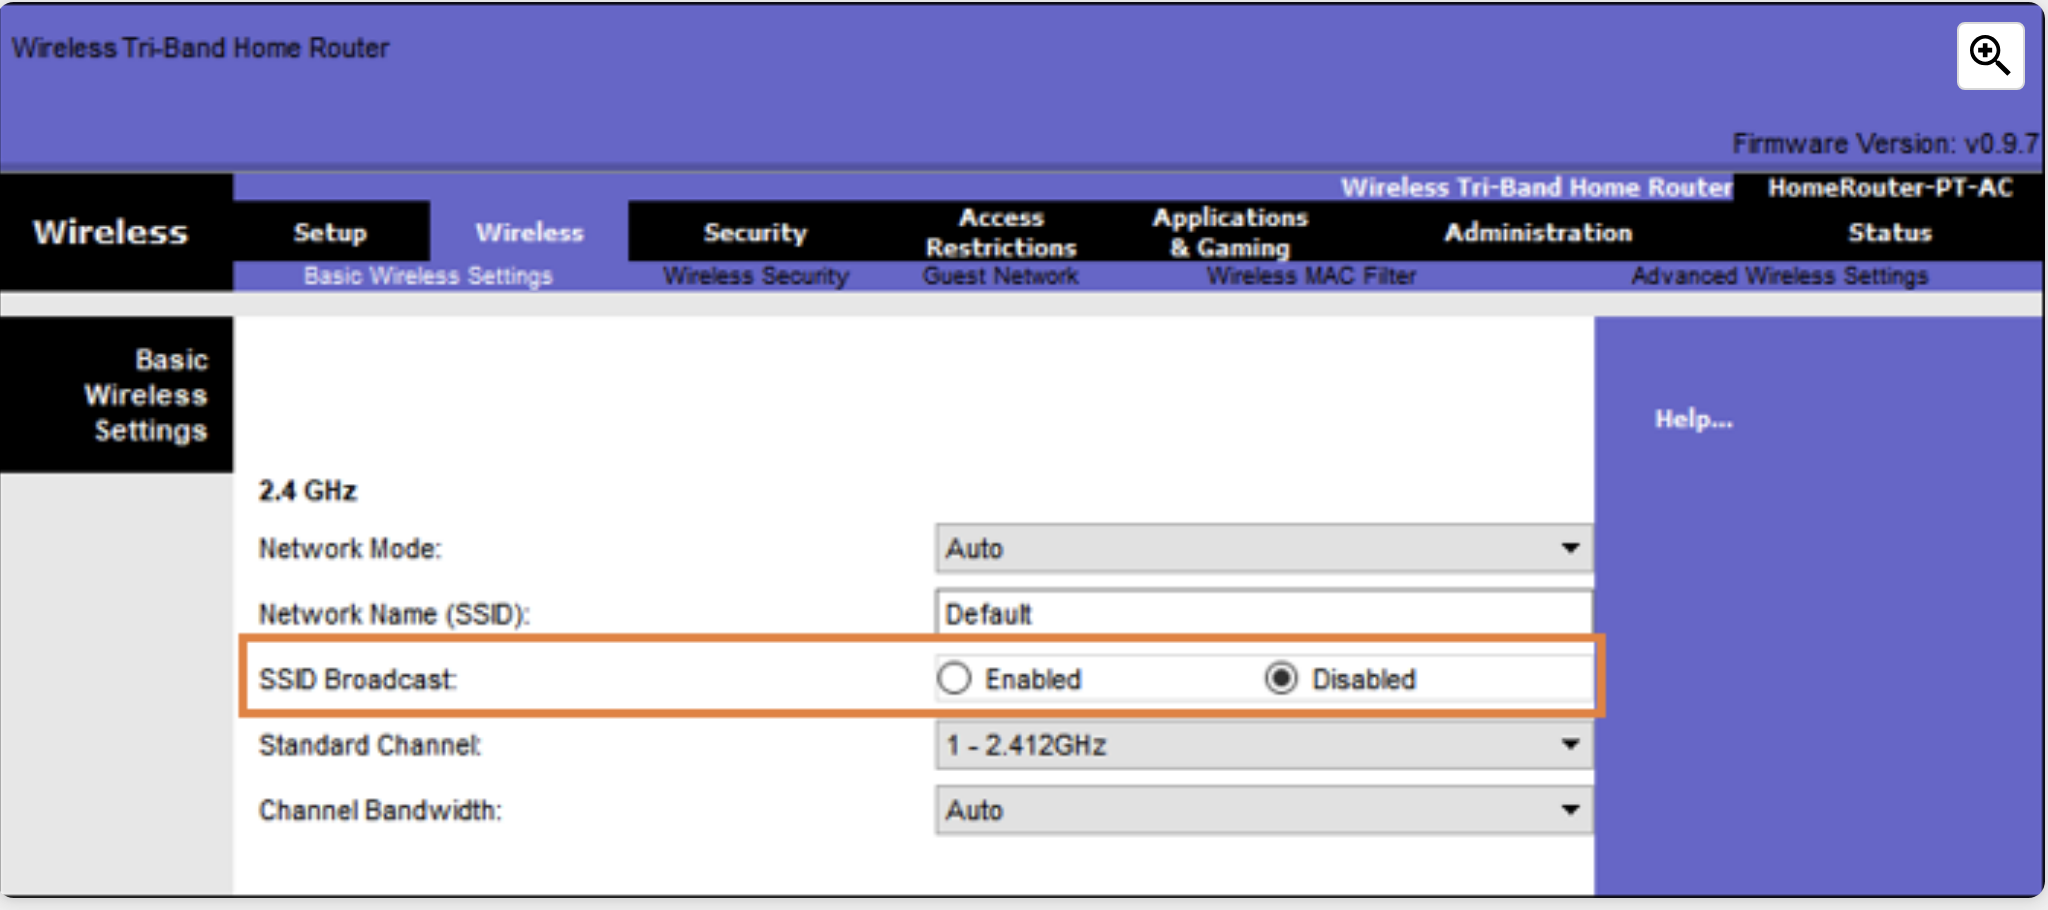 Wireless Tri-Band Home Router
Firmware Version: v0.9.7
Wireless Tri-Band Home Router HomeRouter-PT-AC
Wireless
Setup Wireless Security Access Restrictions Applications & Gaming Administration Status
Basic Wireless Settings Wireless Security Guest Network Wireless MAC Filter Advanced Wireless Settings
Basic
Wireless
Settings
Help...
2.4 GHz
Network Mode: Auto
Network Name (SSID): Default
SSID Broadcast: Enabled Disabled
Standard Channel: 1 - 2.412GHz
Channel Bandwidth: Auto